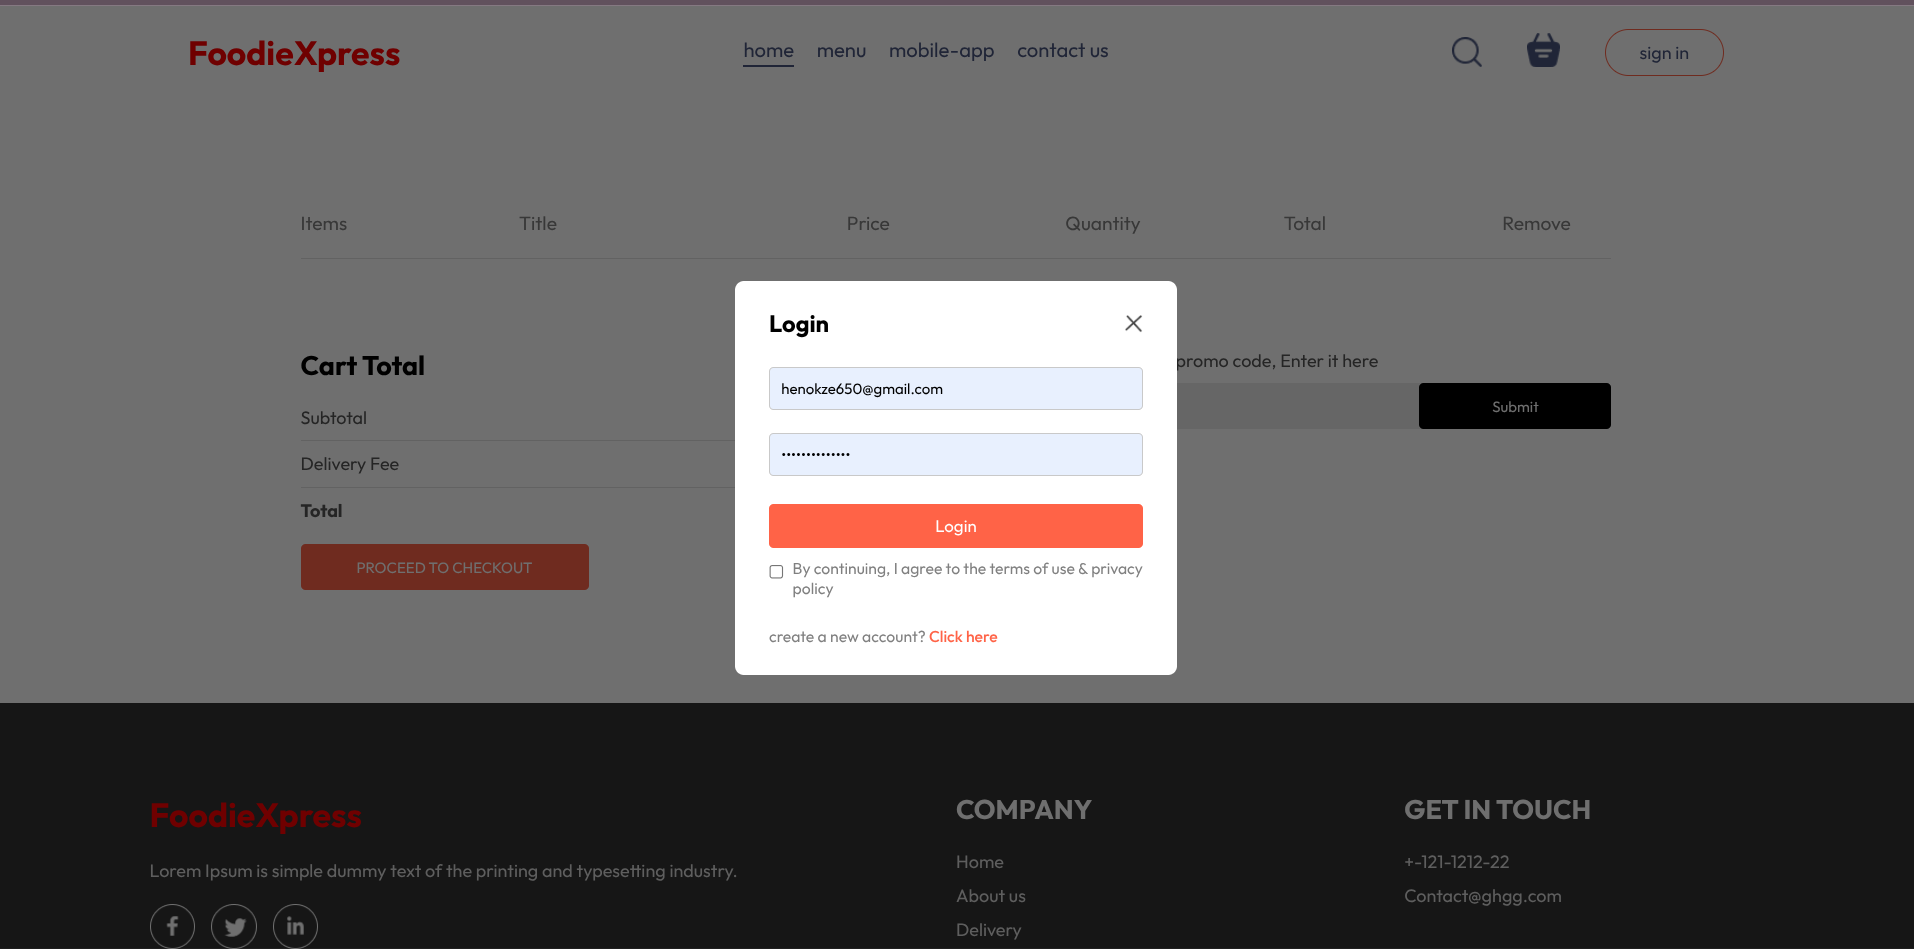 FoodieXpress
home menu mobile-app contact us
sign in
Items Title Price Quantity Total Remove
Login
henokze650@gmail.com
••••••••••••••
Login
By continuing, I agree to the terms of use & privacy
policy
create a new account? Click here
Cart Total
Subtotal
Delivery Fee
Total
PROCEED TO CHECKOUT
promo code, Enter it here
Submit
FoodieXpress
Lorem Ipsum is simple dummy text of the printing and typesetting industry.
f
in
COMPANY
Home
About us
Delivery
GET IN TOUCH
+-121-1212-22
Contact@ghgg.com